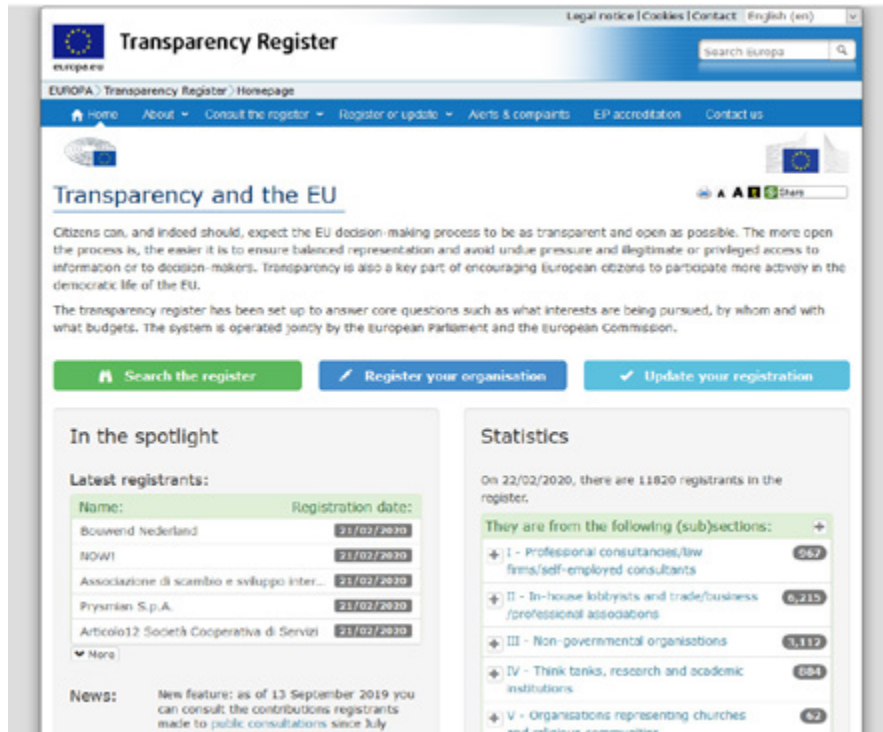 Legal notice | Cookies | Contact English (en)
Transparency Register
europa.eu
Search Europa
EUROPA > Transparency Register > Homepage
Home About Consult the register Register or update Alerts & complaints EP accreditation Contact us
Transparency and the EU
A A Share
Citizens can, and indeed should, expect the EU decision-making process to be as transparent and open as possible. The more open
the process is, the easier it is to ensure balanced representation and avoid undue pressure and illegitimate or privileged access to
information or to decision-makers. Transparency is also a key part of encouraging European citizens to participate more actively in the
democratic life of the EU.
The transparency register has been set up to answer core questions such as what interests are being pursued, by whom and with
what budgets. The system is operated jointly by the European Parliament and the European Commission.
Search the register Register your organisation Update your registration
In the spotlight
Latest registrants:
Name: Registration date:
Bouwend Nederland 21/02/2020
NOW! 21/02/2020
Associazione di scambio e sviluppo inter... 21/02/2020
Prysmian S.p.A. 21/02/2020
Articolo12 Società Cooperativa di Servizi 21/02/2020
More
News: New feature: as of 13 September 2019 you
can consult the contributions registrants
made to public consultations since July
Statistics
On 22/02/2020, there are 11820 registrants in the
register.
They are from the following (sub)sections:
I - Professional consultancies/law
firms/self-employed consultants
967
II - In-house lobbyists and trade/business
/professional associations
6,215
III - Non-governmental organisations 3,112
IV - Think tanks, research and academic
institutions
884
V - Organisations representing churches
and religious communities
62